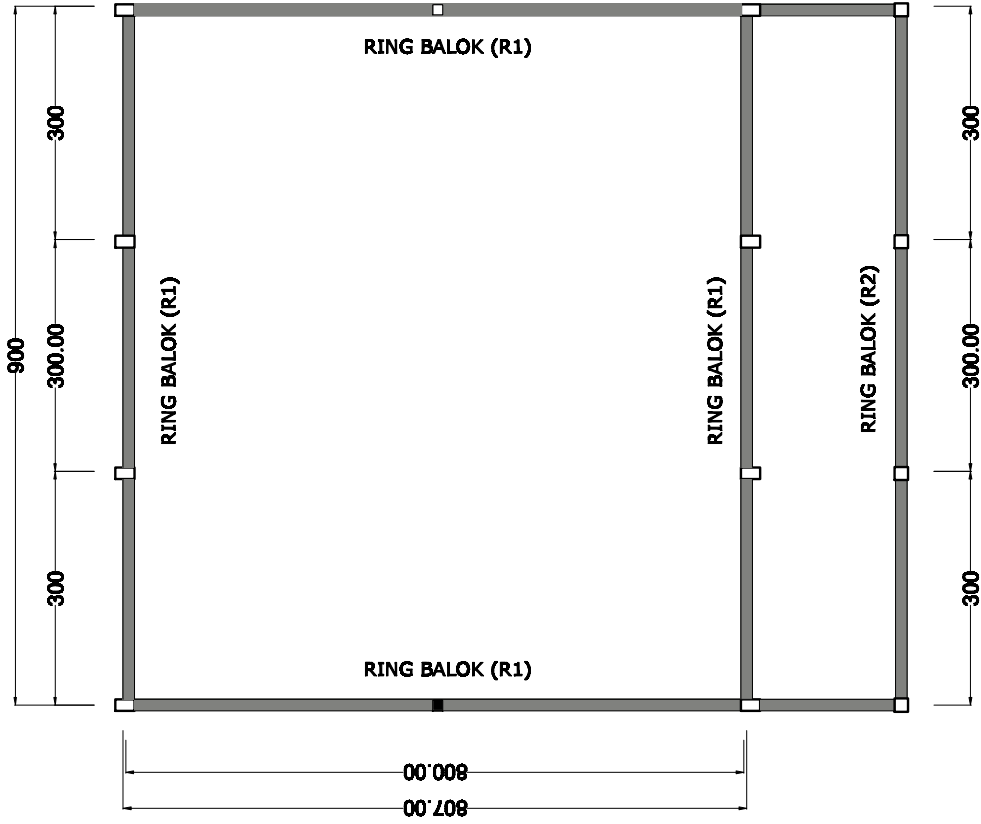 RING BALOK (R1)
300
300
RING BALOK (R1)
RING BALOK (R1)
RING BALOK (R2)
900
300.00
300.00
300
300
RING BALOK (R1)
800.00
807.00